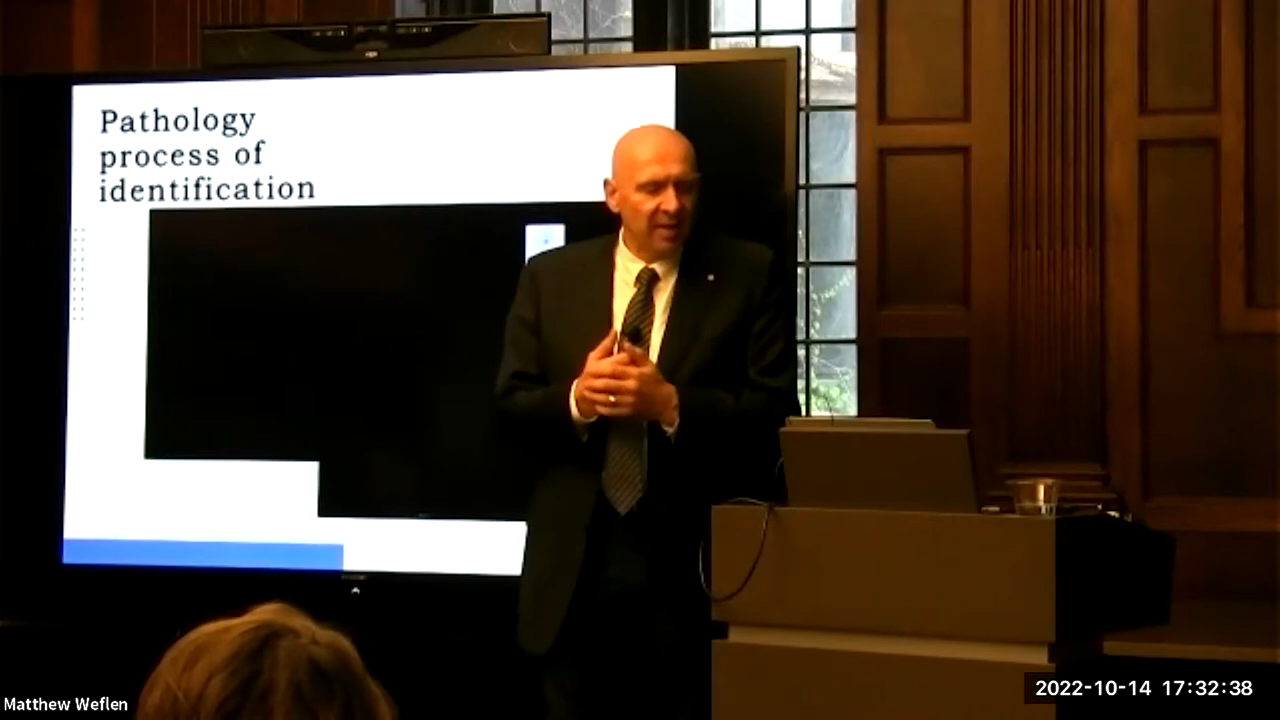 Pathology
process of
identification
Matthew Weflen
2022-10-14 17:32:38